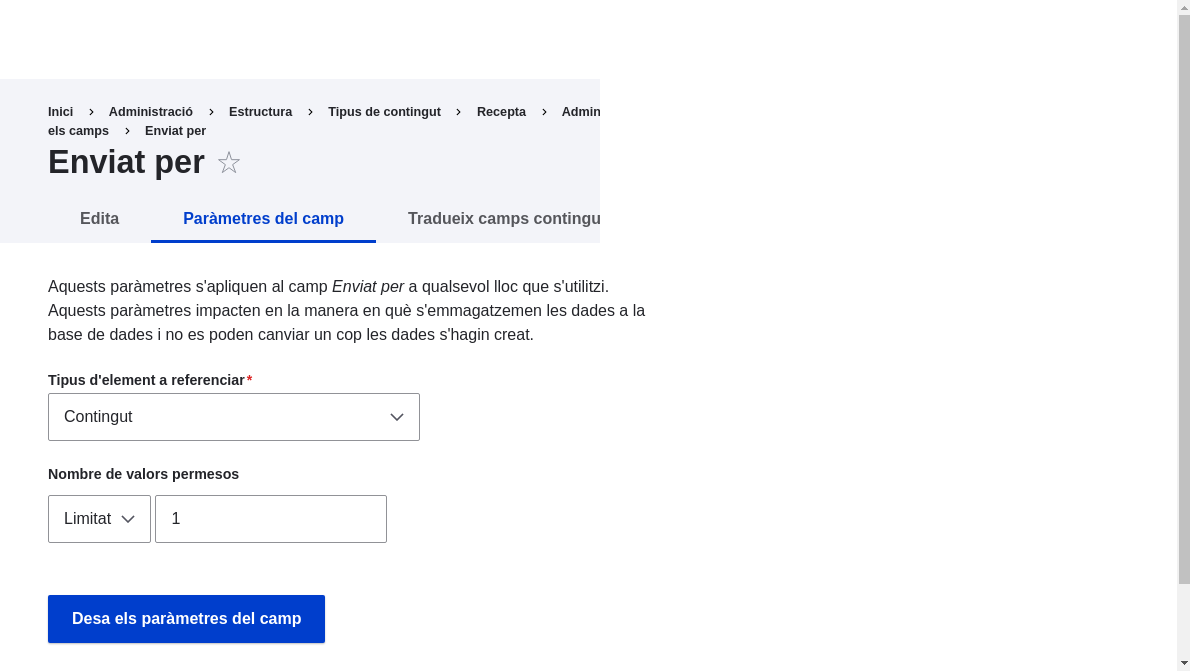 Inici › Administració › Estructura › Tipus de contingut › Recepta ›
els camps › Enviat per
Enviat per ☆
Edita Paràmetres del camp Tradueix camps
Aquests paràmetres s'apliquen al camp Enviat per a qualsevol lloc que s'utilitzi.
Aquests paràmetres impacten en la manera en què s'emmagatzemen les dades a la
base de dades i no es poden canviar un cop les dades s'hagin creat.
Tipus d'element a referenciar*
Contingut
Nombre de valors permesos
Limitat 1
Desa els paràmetres del camp